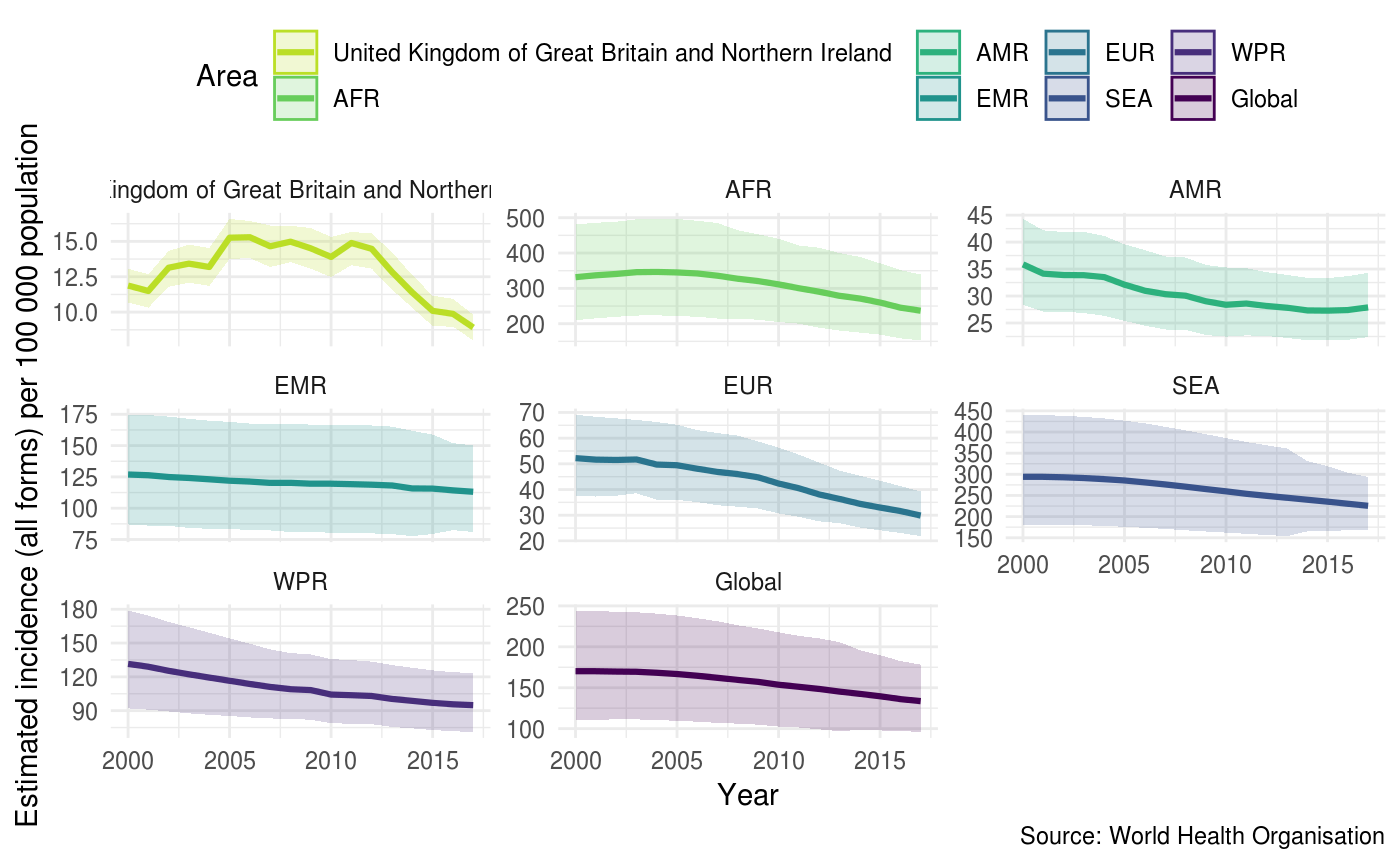 Area
United Kingdom of Great Britain and Northern Ireland
AMR
EUR
WPR
AFR
EMR
SEA
Global
Estimated incidence (all forms) per 100 000 population
Kingdom of Great Britain and Northern
15.0
12.5
10.0
AFR
500
400
300
200
AMR
45
40
35
30
25
EMR
175
150
125
100
75
EUR
70
60
50
40
30
20
SEA
450
400
350
300
250
200
150
2000 2005 2010 2015
WPR
180
150
120
90
2000 2005 2010 2015
Global
250
200
150
100
2000 2005 2010 2015
Year
Source: World Health Organisation